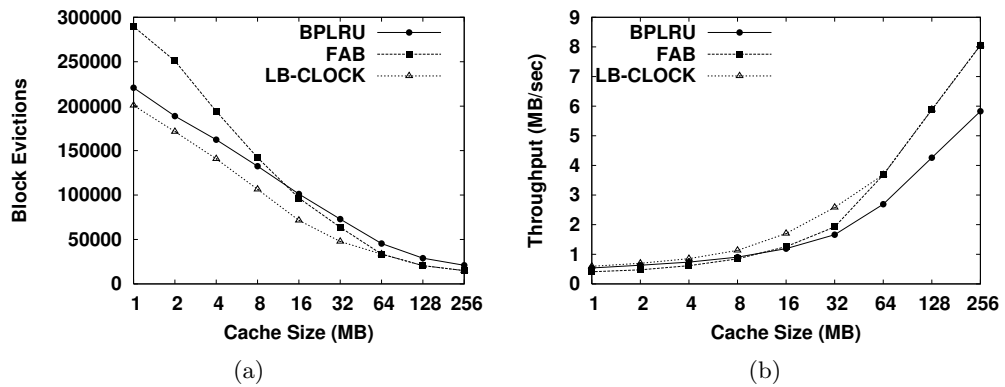 300000
250000
200000
150000
100000
50000
0
Block Evictions
BPLRU
FAB
LB-CLOCK
1 2 4 8 16 32 64 128 256
Cache Size (MB)
(a)
9
8
7
6
5
4
3
2
1
0
Throughput (MB/sec)
BPLRU
FAB
LB-CLOCK
1 2 4 8 16 32 64 128 256
Cache Size (MB)
(b)